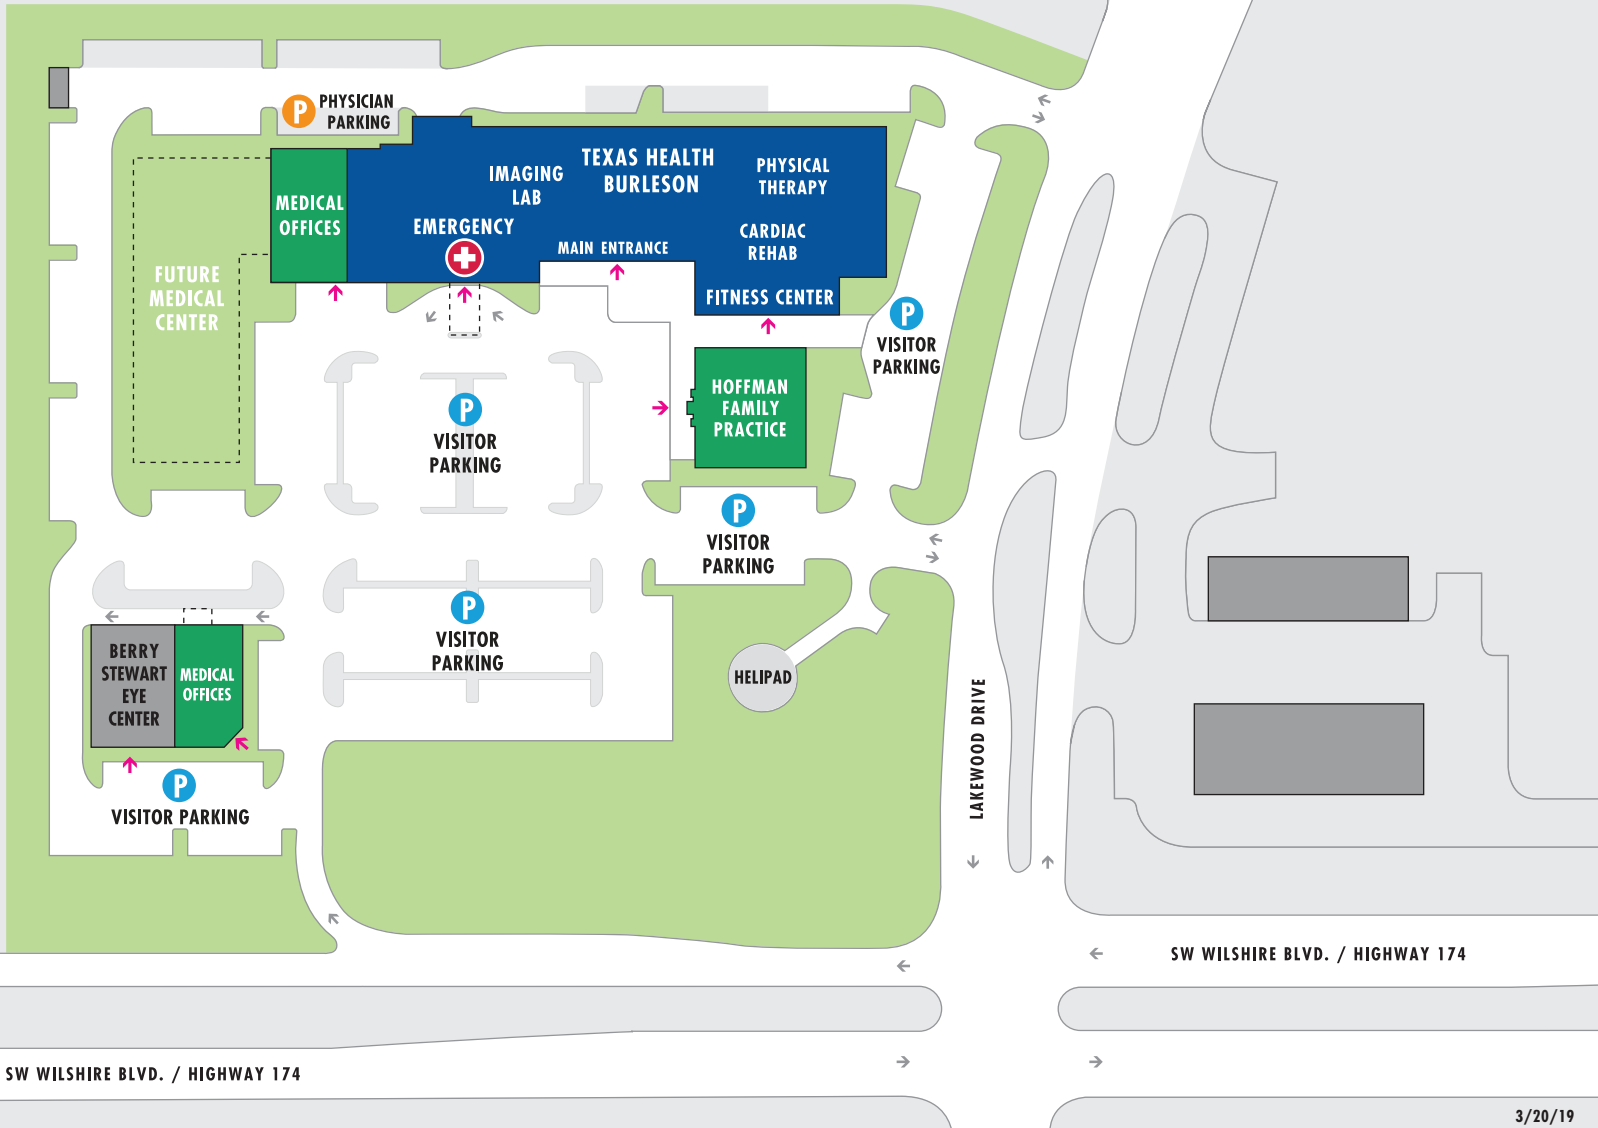 P PHYSICIAN
PARKING
TEXAS HEALTH
BURLESON
IMAGING
LAB
PHYSICAL
THERAPY
MEDICAL
OFFICES
EMERGENCY
MAIN ENTRANCE
CARDIAC
REHAB
FITNESS CENTER
FUTURE
MEDICAL
CENTER
P
VISITOR
PARKING
HOFFMAN
FAMILY
PRACTICE
P
VISITOR
PARKING
P
VISITOR
PARKING
P
VISITOR
PARKING
BERRY
STEWART
EYE
CENTER
MEDICAL
OFFICES
HELIPAD
LAKEWOOD DRIVE
P
VISITOR PARKING
SW WILSHIRE BLVD. / HIGHWAY 174
SW WILSHIRE BLVD. / HIGHWAY 174
3/20/19